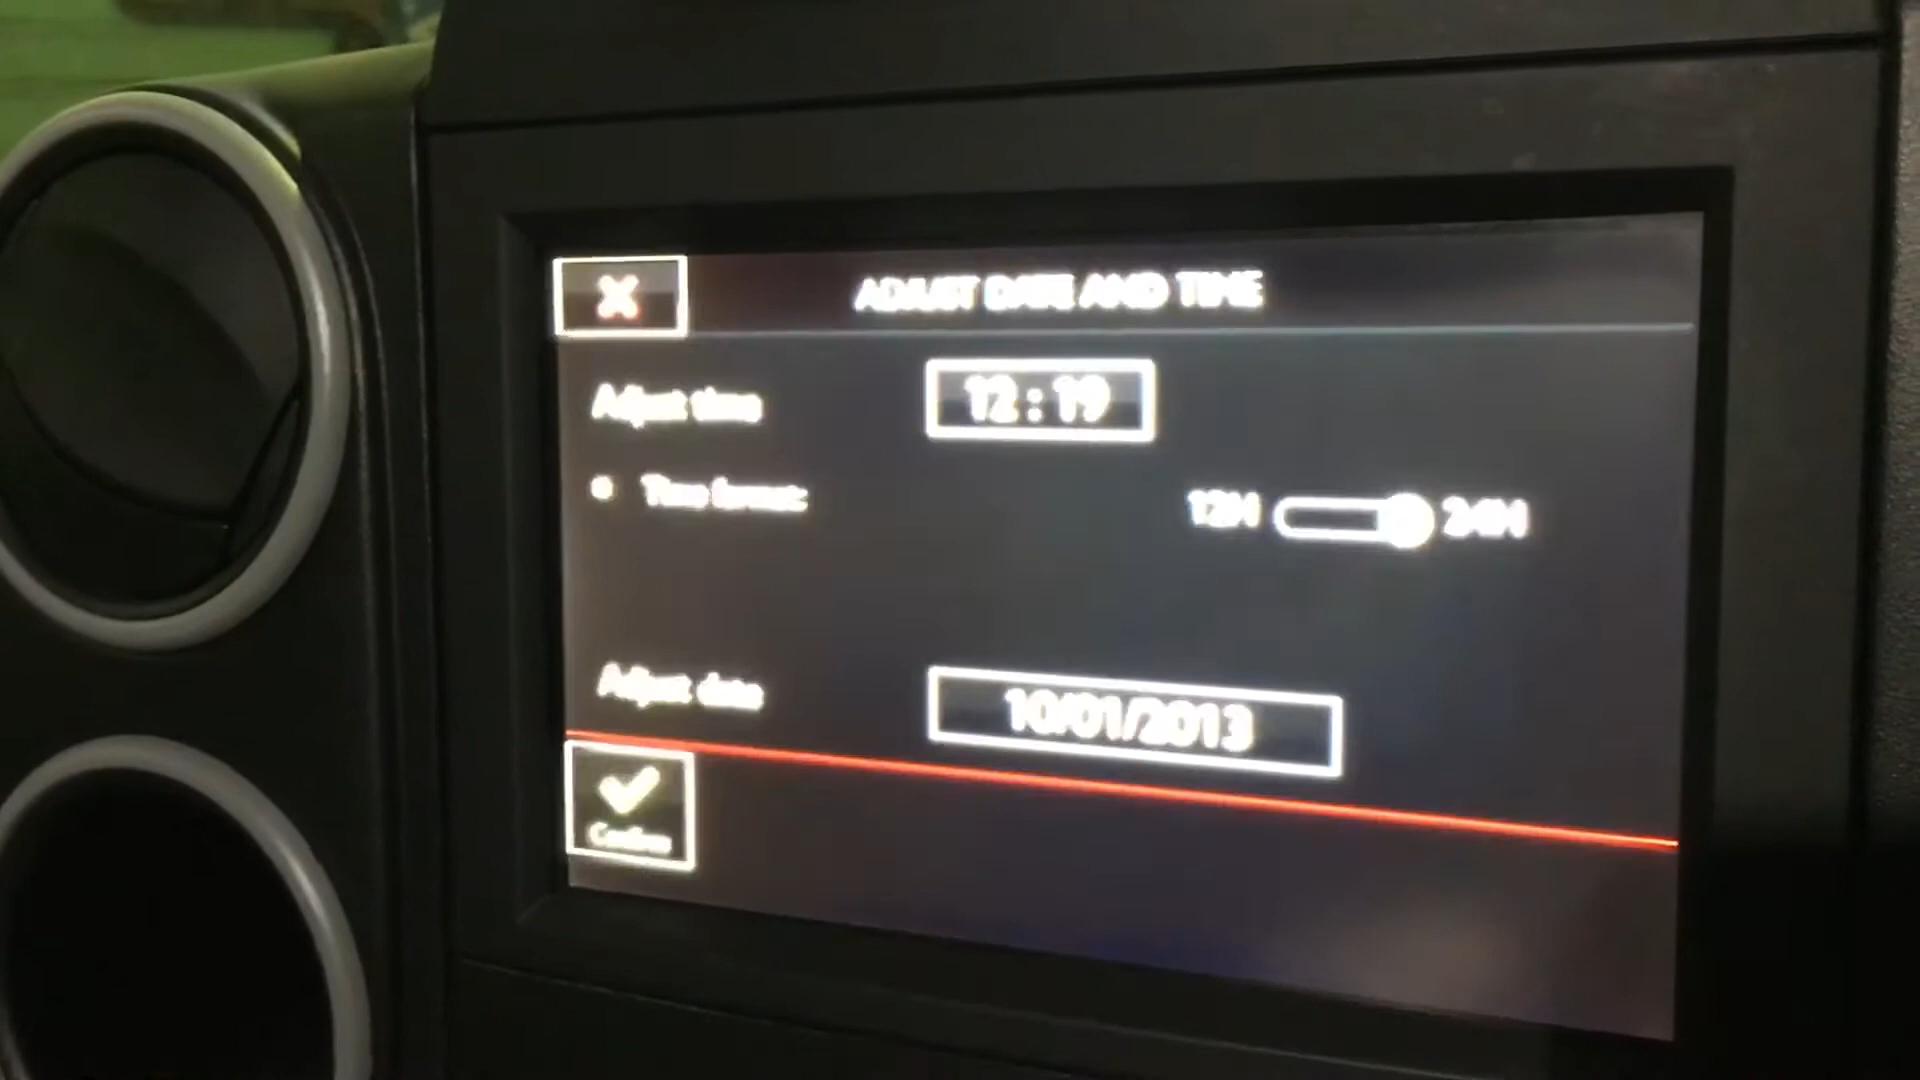 ADJUST DATE AND TIME
Adjust time
12:19
Time format:
12H
24H
Adjust date
10/01/2013
Confirm